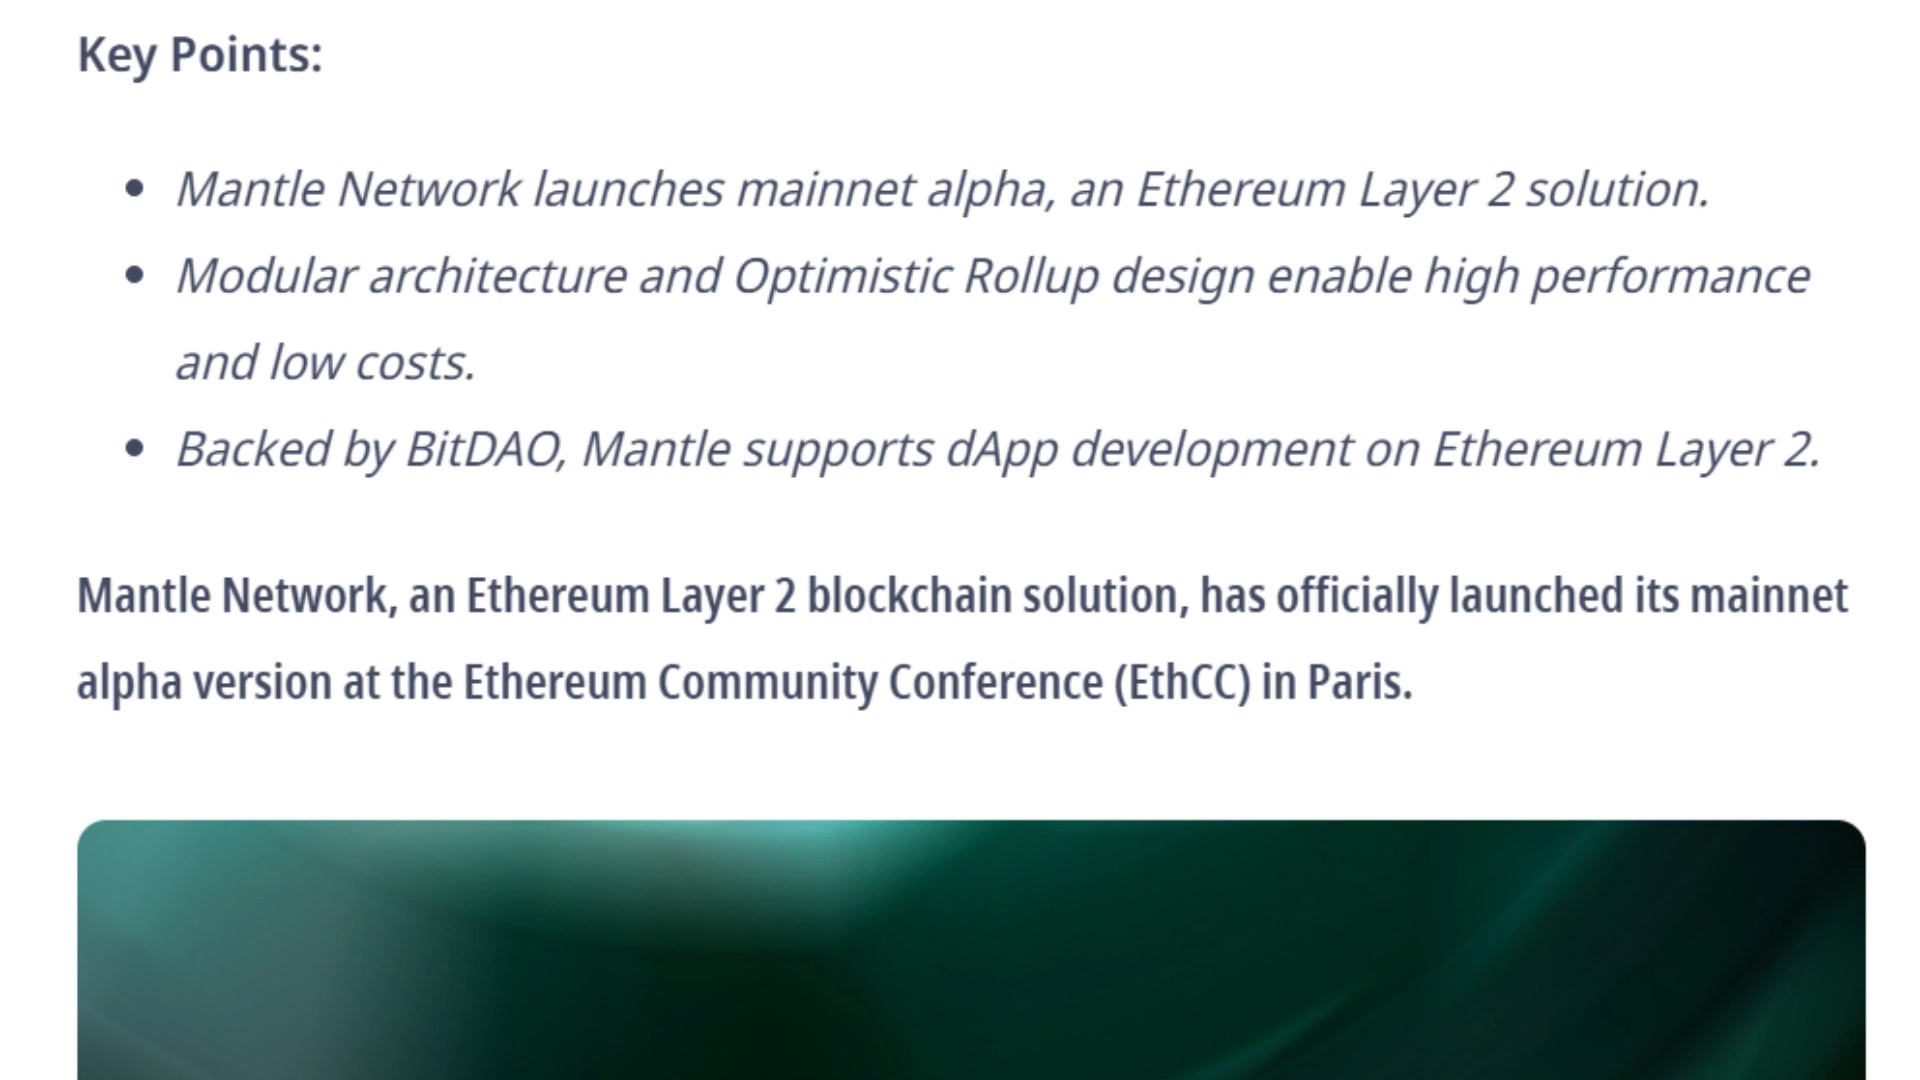 Key Points:
Mantle Network launches mainnet alpha, an Ethereum Layer 2 solution.
Modular architecture and Optimistic Rollup design enable high performance
and low costs.
Backed by BitDAO, Mantle supports dApp development on Ethereum Layer 2.
Mantle Network, an Ethereum Layer 2 blockchain solution, has officially launched its mainnet
alpha version at the Ethereum Community Conference (EthCC) in Paris.